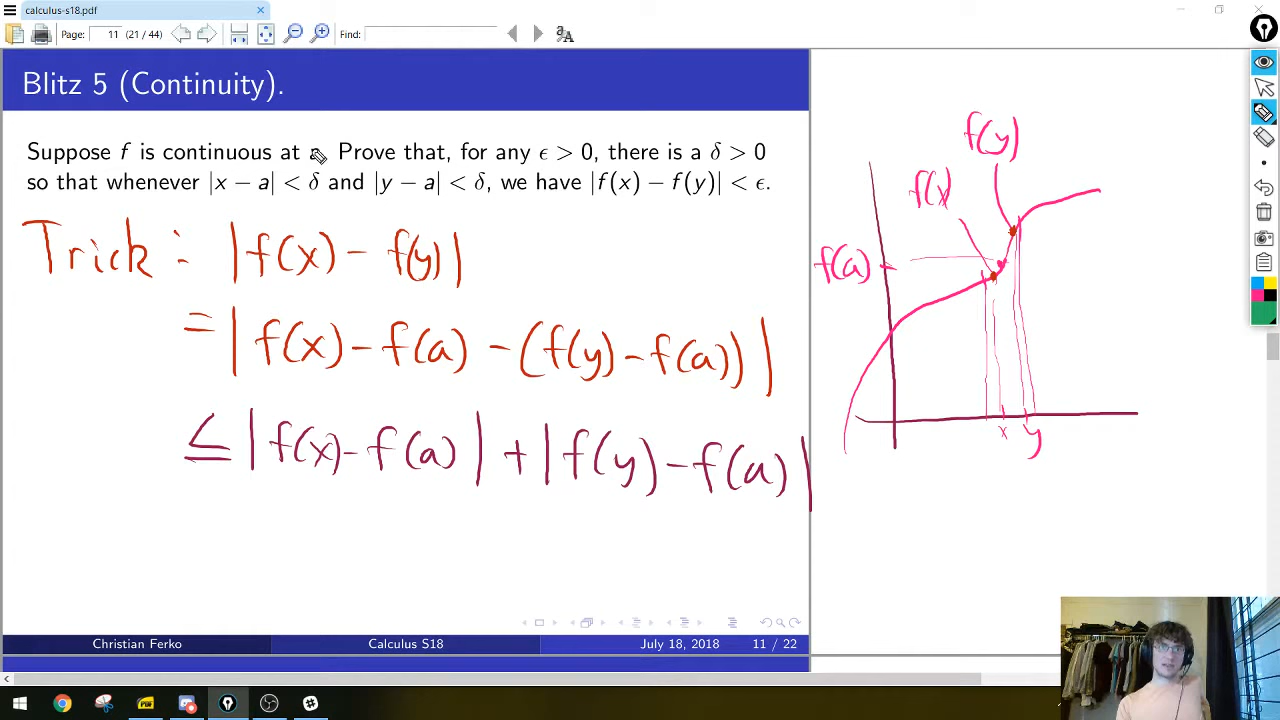 calculus-s18.pdf
Page: 11 (21 / 44) Find:
Blitz 5 (Continuity).
Suppose f is continuous at Prove that, for any ϵ > 0, there is a δ > 0
so that whenever |x − a| < δ and |y − a| < δ, we have |f(x) − f(y)| < ϵ.
Trick: |f(x) − f(y)|
= |f(x) − f(a) − (f(y) − f(a))|
≤ |f(x) − f(a)| + |f(y) − f(a)|
f(y)
f(x)
f(a)
x y
Christian Ferko Calculus S18 July 18, 2018 11 / 22